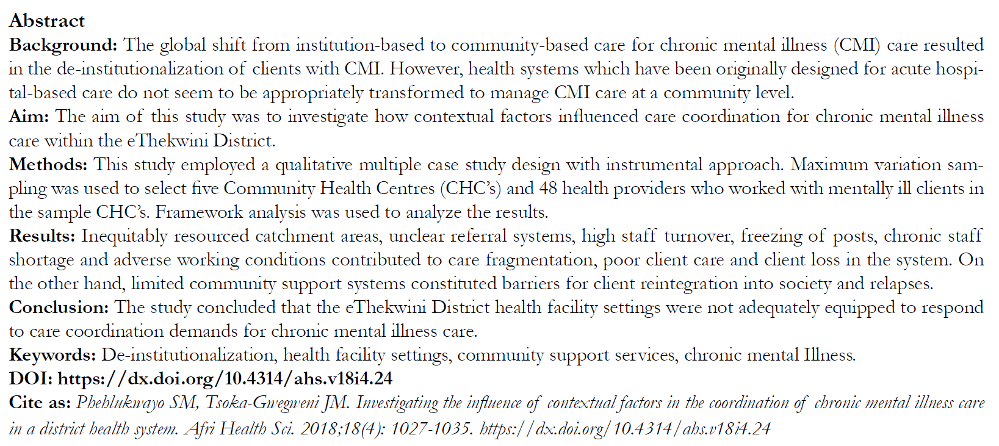 Abstract
Background: The global shift from institution-based to community-based care for chronic mental illness (CMI) care resulted
in the de-institutionalization of clients with CMI. However, health systems which have been originally designed for acute hospi-
tal-based care do not seem to be appropriately transformed to manage CMI care at a community level.
Aim: The aim of this study was to investigate how contextual factors influenced care coordination for chronic mental illness
care within the eThekwini District.
Methods: This study employed a qualitative multiple case study design with instrumental approach. Maximum variation sam-
pling was used to select five Community Health Centres (CHC’s) and 48 health providers who worked with mentally ill clients in
the sample CHC’s. Framework analysis was used to analyze the results.
Results: Inequitably resourced catchment areas, unclear referral systems, high staff turnover, freezing of posts, chronic staff
shortage and adverse working conditions contributed to care fragmentation, poor client care and client loss in the system. On
the other hand, limited community support systems constituted barriers for client reintegration into society and relapses.
Conclusion: The study concluded that the eThekwini District health facility settings were not adequately equipped to respond
to care coordination demands for chronic mental illness care.
Keywords: De-institutionalization, health facility settings, community support services, chronic mental Illness.
DOI: https://dx.doi.org/10.4314/ahs.v18i4.24
Cite as: Phehlukwayo SM, Tsoka-Gwegweni JM. Investigating the influence of contextual factors in the coordination of chronic mental illness care
in a district health system. Afri Health Sci. 2018;18(4): 1027-1035. https://dx.doi.org/10.4314/ahs.v18i4.24